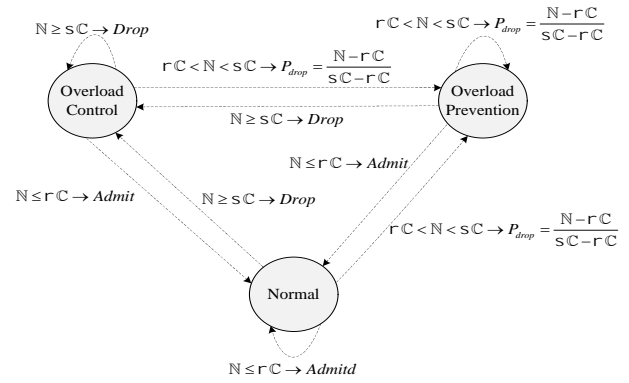 ℕ ≥ sℂ → Drop
rℂ < ℕ < sℂ → P_drop = (ℕ − rℂ) / (sℂ − rℂ)
rℂ < ℕ < sℂ → P_drop = (ℕ − rℂ) / (sℂ − rℂ)
Overload
Control
Overload
Prevention
ℕ ≥ sℂ → Drop
ℕ ≤ rℂ → Admit
ℕ ≤ rℂ → Admit
ℕ ≥ sℂ → Drop
rℂ < ℕ < sℂ → P_drop = (ℕ − rℂ) / (sℂ − rℂ)
Normal
ℕ ≤ rℂ → Admitd